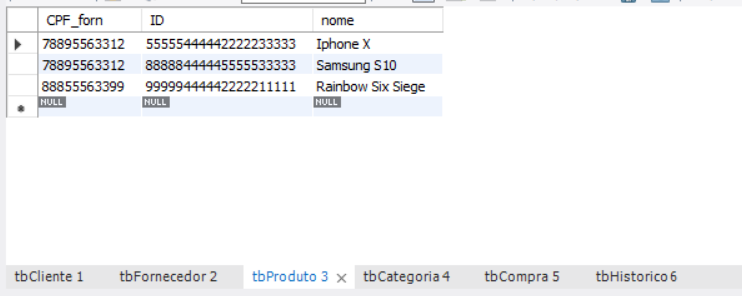 CPF_forn ID nome
78895563312 55555444442222233333 Iphone X
78895563312 88888444445555533333 Samsung S10
88855563399 99999444442222211111 Rainbow Six Siege
NULL NULL NULL
tbCliente 1 tbFornecedor 2 tbProduto 3 tbCategoria 4 tbCompra 5 tbHistorico 6